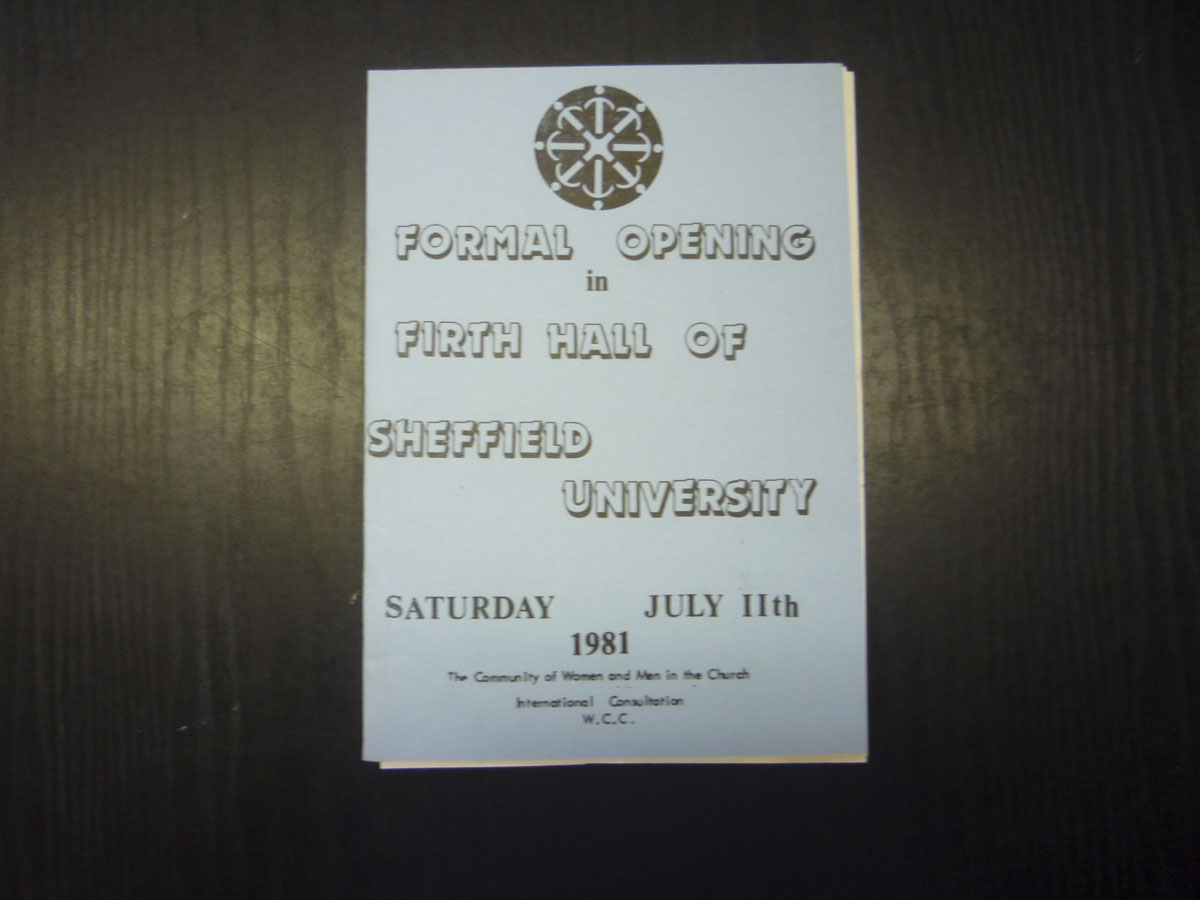 FORMAL OPENING
in
FIRTH HALL OF
SHEFFIELD
UNIVERSITY
SATURDAY JULY IIth
1981
The Community of Women and Men in the Church
International Consultation
W.C.C.